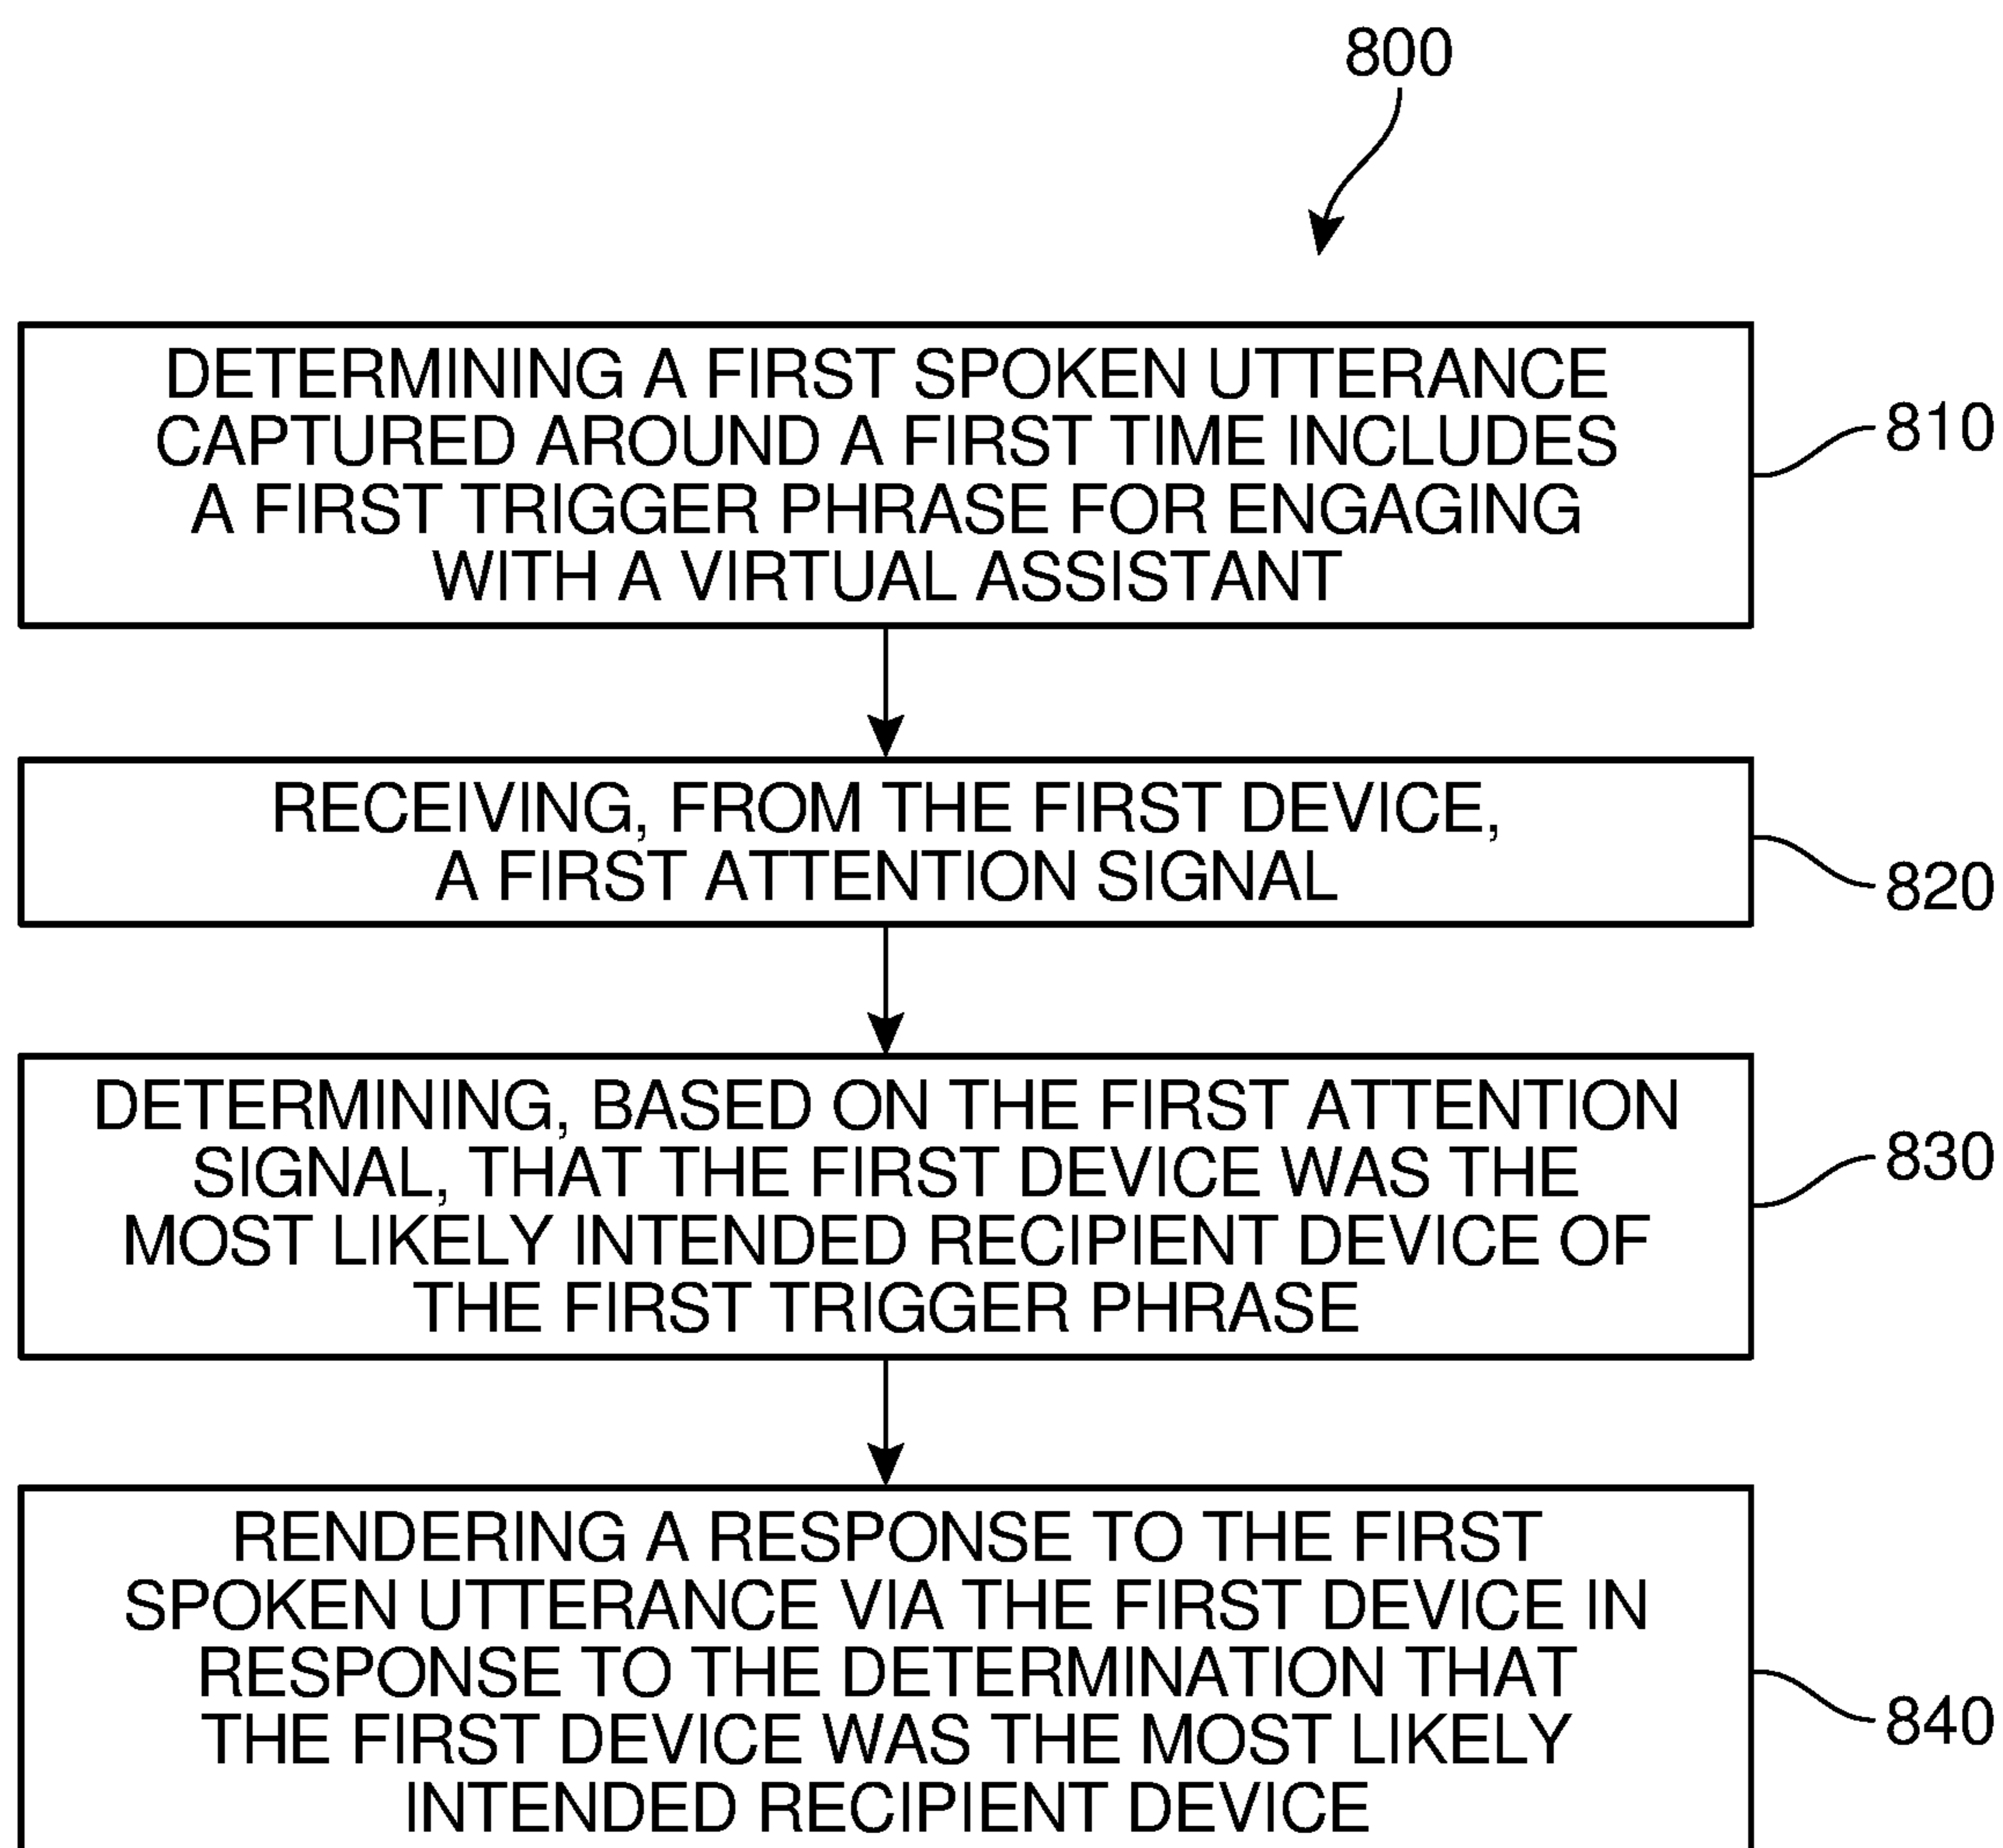 800
DETERMINING A FIRST SPOKEN UTTERANCE
CAPTURED AROUND A FIRST TIME INCLUDES
A FIRST TRIGGER PHRASE FOR ENGAGING
WITH A VIRTUAL ASSISTANT
810
RECEIVING, FROM THE FIRST DEVICE,
A FIRST ATTENTION SIGNAL
820
DETERMINING, BASED ON THE FIRST ATTENTION
SIGNAL, THAT THE FIRST DEVICE WAS THE
MOST LIKELY INTENDED RECIPIENT DEVICE OF
THE FIRST TRIGGER PHRASE
830
RENDERING A RESPONSE TO THE FIRST
SPOKEN UTTERANCE VIA THE FIRST DEVICE IN
RESPONSE TO THE DETERMINATION THAT
THE FIRST DEVICE WAS THE MOST LIKELY
INTENDED RECIPIENT DEVICE
840